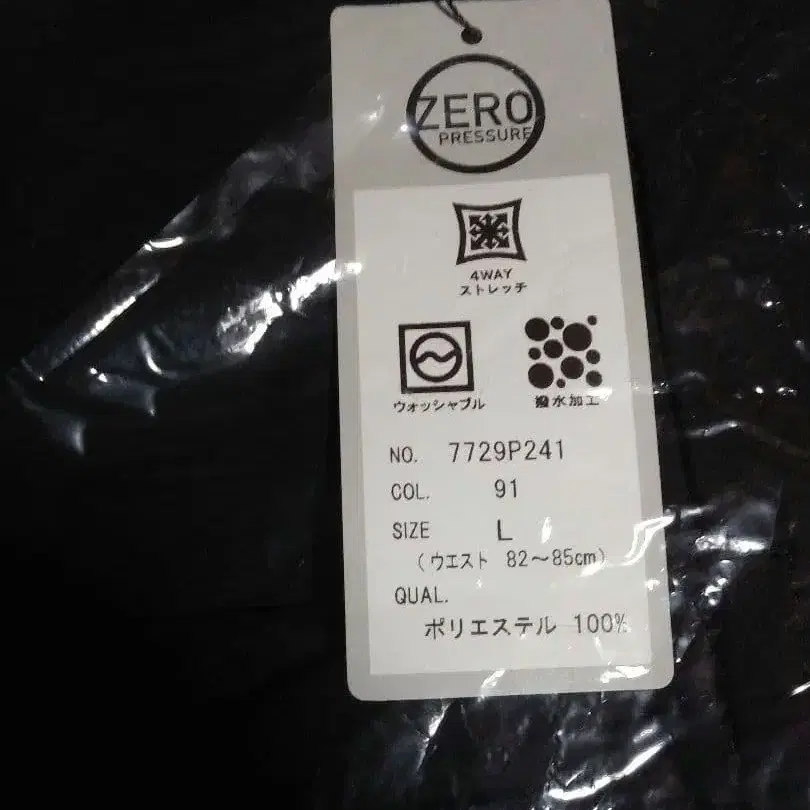 ZERO
PRESSURE
4WAY
ストレッチ
ウォッシャブル
撥水加工
NO. 7729P241
COL. 91
SIZE L
(ウエスト 82～85cm)
QUAL.
ポリエステル 100%